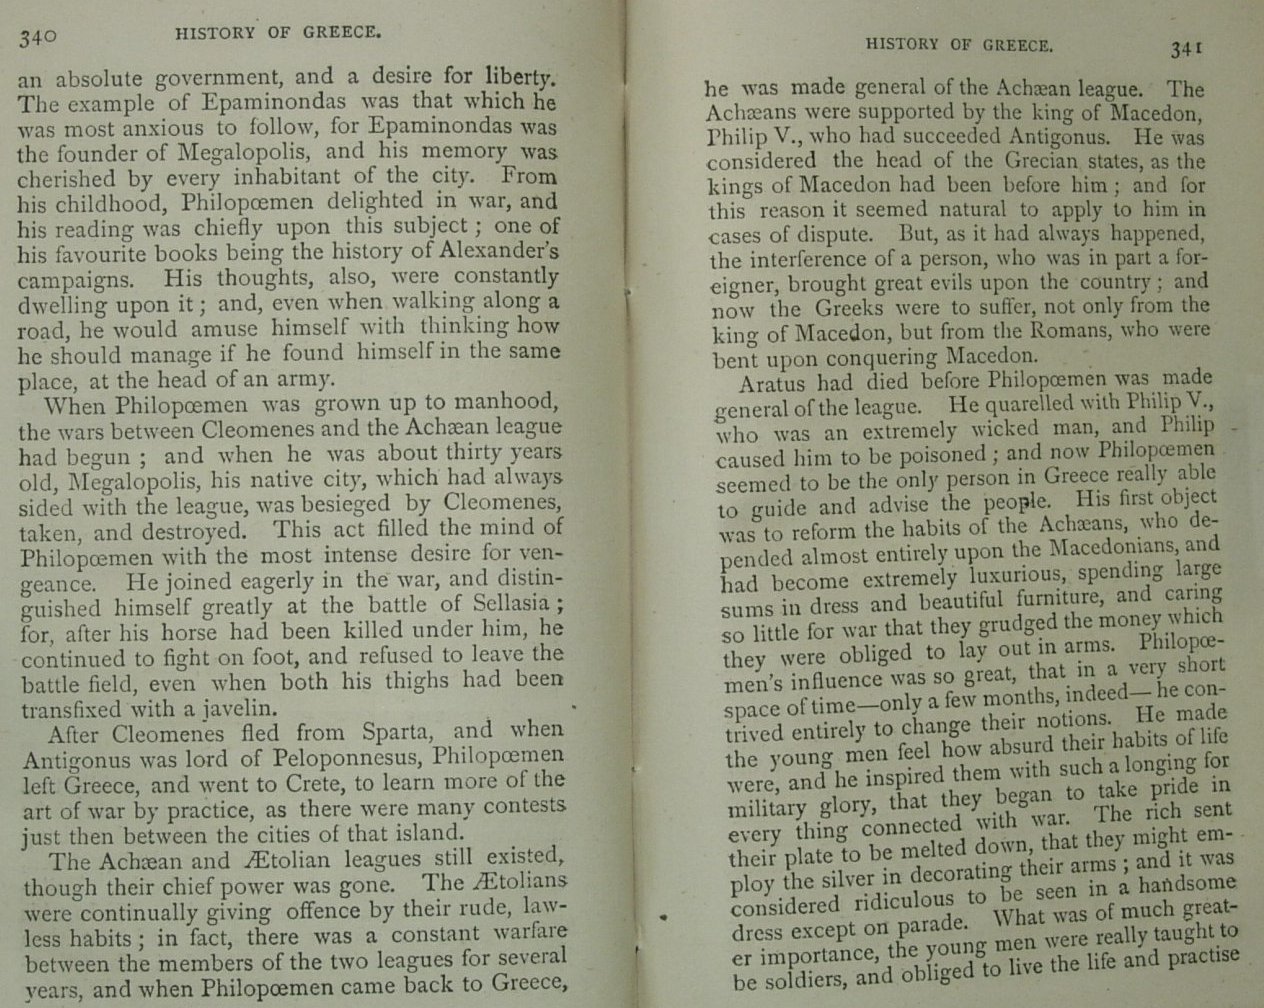 340 HISTORY OF GREECE.
an absolute government, and a desire for liberty.
The example of Epaminondas was that which he
was most anxious to follow, for Epaminondas was
the founder of Megalopolis, and his memory was
cherished by every inhabitant of the city. From
his childhood, Philopœmen delighted in war, and
his reading was chiefly upon this subject; one of
his favourite books being the history of Alexander's
campaigns. His thoughts, also, were constantly
dwelling upon it; and, even when walking along a
road, he would amuse himself with thinking how
he should manage if he found himself in the same
place, at the head of an army.
When Philopœmen was grown up to manhood,
the wars between Cleomenes and the Achæan league
had begun; and when he was about thirty years
old, Megalopolis, his native city, which had always
sided with the league, was besieged by Cleomenes,
taken, and destroyed. This act filled the mind of
Philopœmen with the most intense desire for ven-
geance. He joined eagerly in the war, and distin-
guished himself greatly at the battle of Sellasia;
for, after his horse had been killed under him, he
continued to fight on foot, and refused to leave the
battle field, even when both his thighs had been
transfixed with a javelin.
After Cleomenes fled from Sparta, and when
Antigonus was lord of Peloponnesus, Philopœmen
left Greece, and went to Crete, to learn more of the
art of war by practice, as there were many contests
just then between the cities of that island.
The Achæan and Ætolian leagues still existed,
though their chief power was gone. The Ætolians
were continually giving offence by their rude, law-
less habits; in fact, there was a constant warfare
between the members of the two leagues for several
years, and when Philopœmen came back to Greece,
HISTORY OF GREECE. 341
he was made general of the Achæan league. The
Achæans were supported by the king of Macedon,
Philip V., who had succeeded Antigonus. He was
considered the head of the Grecian states, as the
kings of Macedon had been before him; and for
this reason it seemed natural to apply to him in
cases of dispute. But, as it had always happened,
the interference of a person, who was in part a for-
eigner, brought great evils upon the country; and
now the Greeks were to suffer, not only from the
king of Macedon, but from the Romans, who were
bent upon conquering Macedon.
Aratus had died before Philopœmen was made
general of the league. He quarelled with Philip V.,
who was an extremely wicked man, and Philip
caused him to be poisoned; and now Philopœmen
seemed to be the only person in Greece really able
to guide and advise the people. His first object
was to reform the habits of the Achæans, who de-
pended almost entirely upon the Macedonians, and
had become extremely luxurious, spending large
sums in dress and beautiful furniture, and caring
so little for war that they grudged the money which
they were obliged to lay out in arms. Philopœ-
men's influence was so great, that in a very short
space of time—only a few months, indeed—he con-
trived entirely to change their notions. He made
the young men feel how absurd their habits of life
were, and he inspired them with such a longing for
military glory, that they began to take pride in
every thing connected with war. The rich sent
their plate to be melted down, that they might em-
ploy the silver in decorating their arms; and it was
considered ridiculous to be seen in a handsome
dress except on parade. What was of much great-
er importance, the young men were really taught to
be soldiers, and obliged to live the life and practise